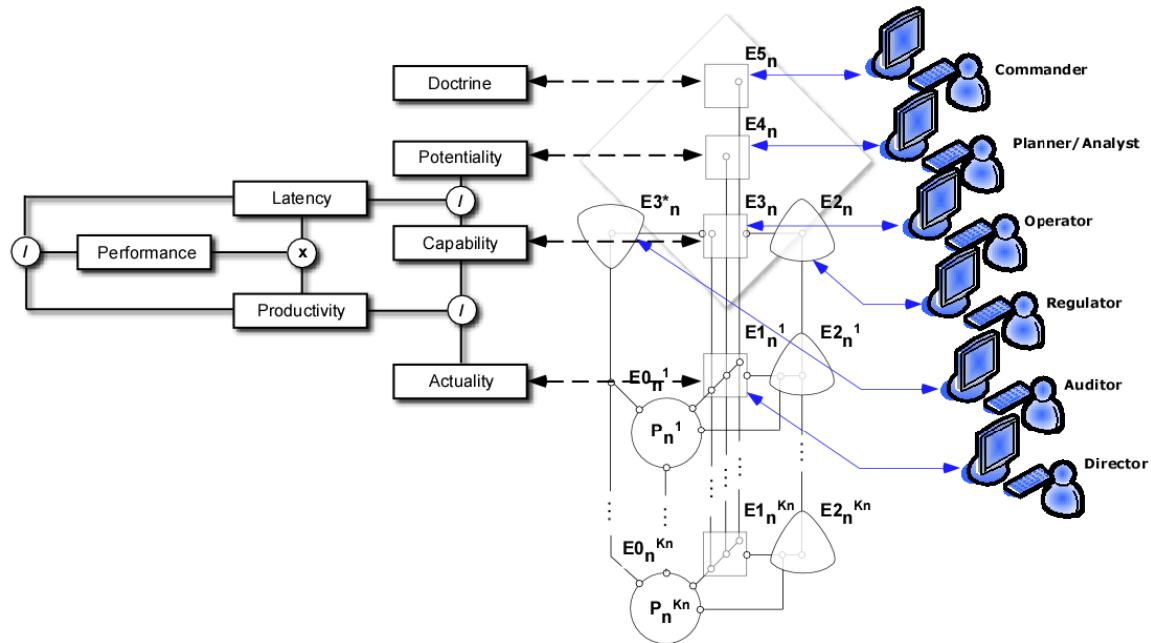 E5n
Commander
Doctrine
E4n
Planner/Analyst
Potentiality
Latency
/
E3*n
E3n
E2n
Operator
/
Performance
x
Capability
Regulator
Productivity
/
E1n1
E2n1
Actuality
E0n1
Auditor
Pn1
Director
E1nKn
E2nKn
E0nKn
PnKn